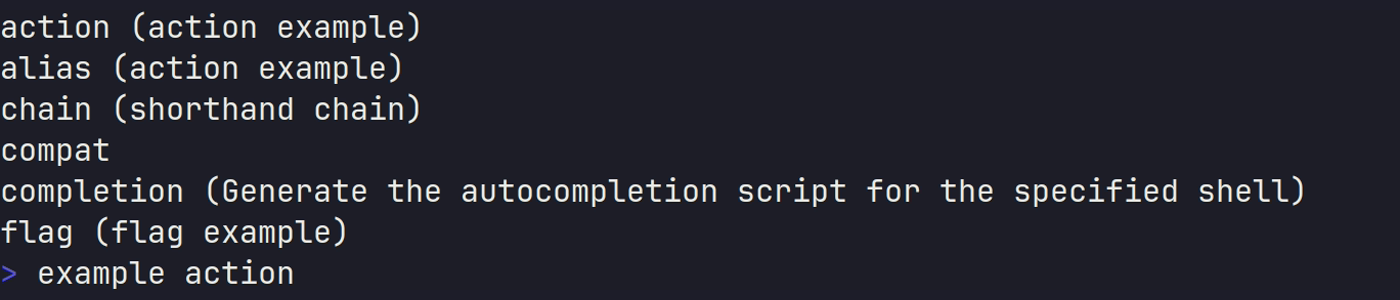 action (action example)
alias (action example)
chain (shorthand chain)
compat
completion (Generate the autocompletion script for the specified shell)
flag (flag example)
> example action